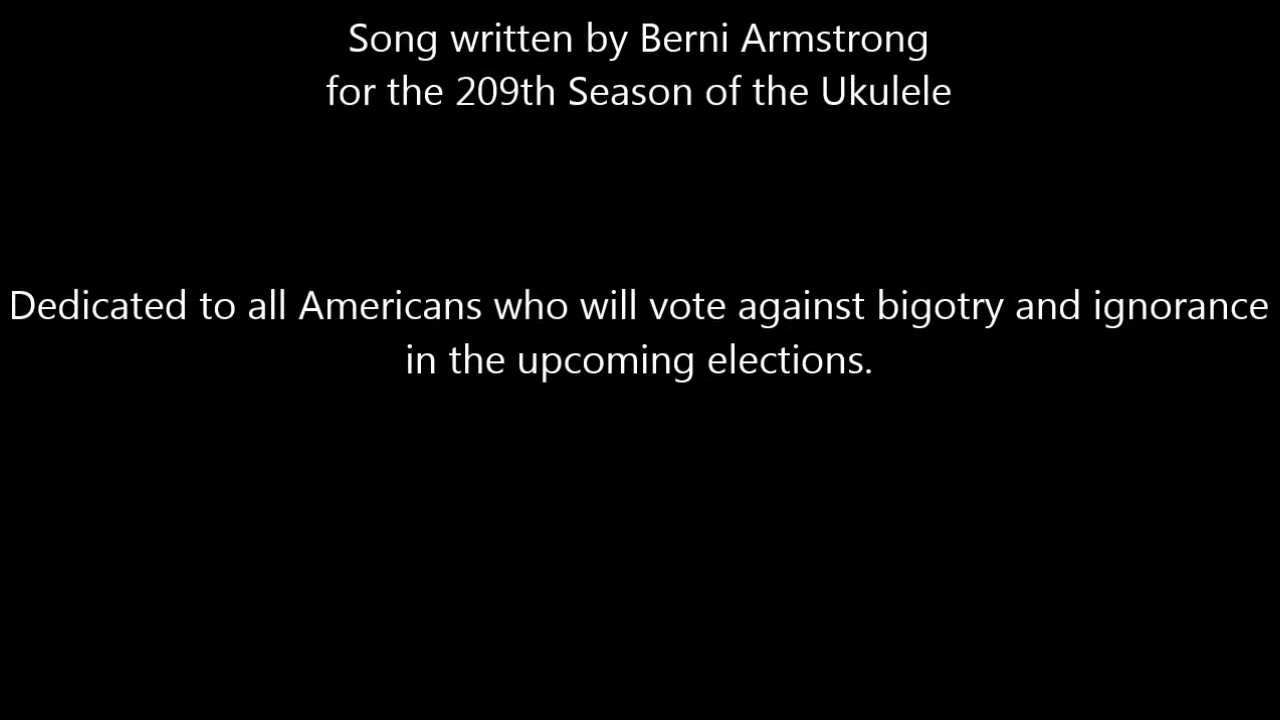 Song written by Berni Armstrong
for the 209th Season of the Ukulele
Dedicated to all Americans who will vote against bigotry and ignorance
in the upcoming elections.